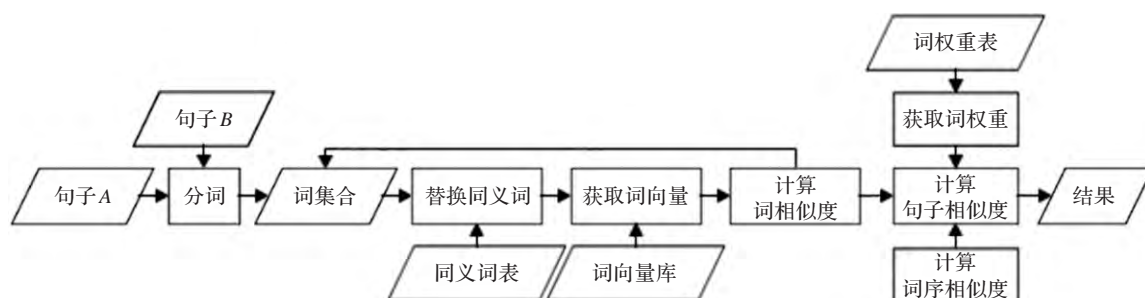 词权重表
句子B
获取词权重
句子A
分词
词集合
替换同义词
获取词向量
计算
词相似度
计算
句子相似度
结果
同义词表
词向量库
计算
词序相似度